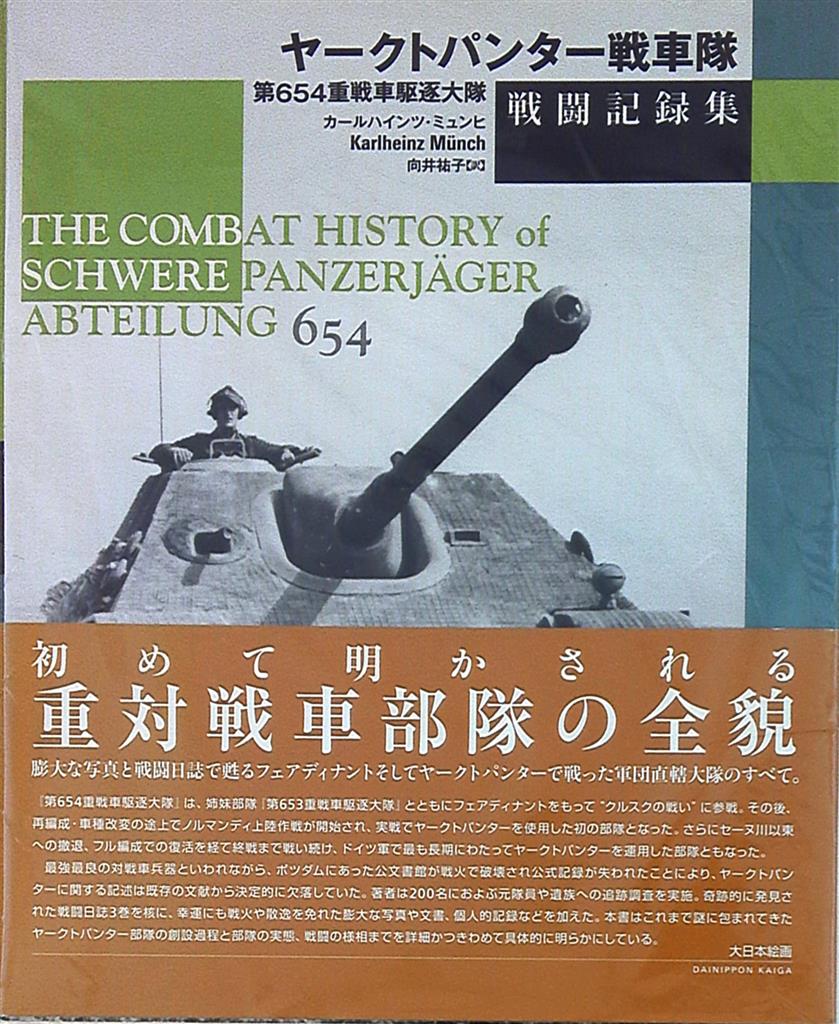 ヤークトパンター戦車隊
第654重戦車駆逐大隊
戦闘記録集
カールハインツ・ミュンヒ
Karlheinz Münch
向井祐子【訳】
THE COMBAT HISTORY of
SCHWERE PANZERJÄGER
ABTEILUNG 654
初めて明かされる
重対戦車部隊の全貌
膨大な写真と戦闘日誌で甦るフェアディナントそしてヤークトパンターで戦った軍団直轄大隊のすべて。
『第654重戦車駆逐大隊』は、姉妹部隊『第653重戦車駆逐大隊』とともにフェアディナントをもって“クルスクの戦い”に参戦。その後、
再編成・車種改変の途上でノルマンディ上陸作戦が開始され、実戦でヤークトパンターを使用した初の部隊となった。さらにセーヌ川以東
への撤退、フル編成での復活を経て終戦まで戦い続け、ドイツ軍で最も長期にわたってヤークトパンターを運用した部隊ともなった。
最強最良の対戦車兵器といわれながら、ポツダムにあった公文書館が戦火で破壊され公式記録が失われたことにより、ヤークトパン
ターに関する記述は既存の文献から決定的に欠落していた。著者は200名におよぶ元隊員や遺族への追跡調査を実施。奇跡的に発見さ
れた戦闘日誌3巻を核に、幸運にも戦火や散逸を免れた膨大な写真や文書、個人的記録などを加えた。本書はこれまで謎に包まれてきた
ヤークトパンター部隊の創設過程と部隊の実態、戦闘の様相までを詳細かつきわめて具体的に明らかにしている。
大日本絵画
DAINIPPON KAIGA